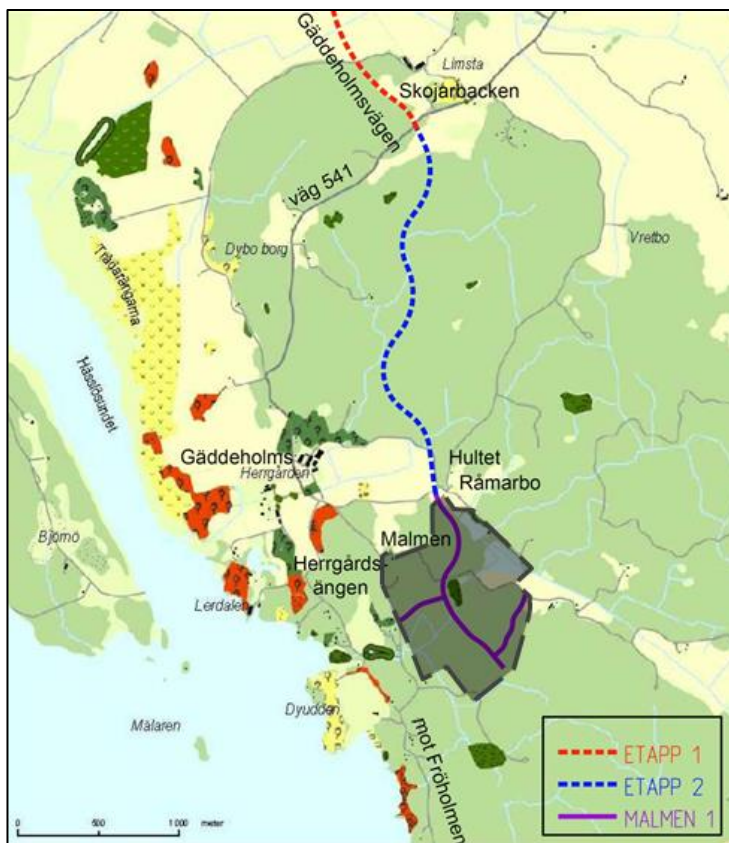 Gäddeholmsvägen
Limsta
Skojarbacken
väg 541
Dybo borg
Vretbo
Trädarängarna
Hässlösundet
Gäddeholms
Herrgården
Hultet
Råmarbo
Malmen
Björnö
Herrgårds-
ängen
Lerdalen
Dyudden
Mälaren
mot Fröholmen
ETAPP 1
ETAPP 2
MALMEN 1
0 500 1 000
meter